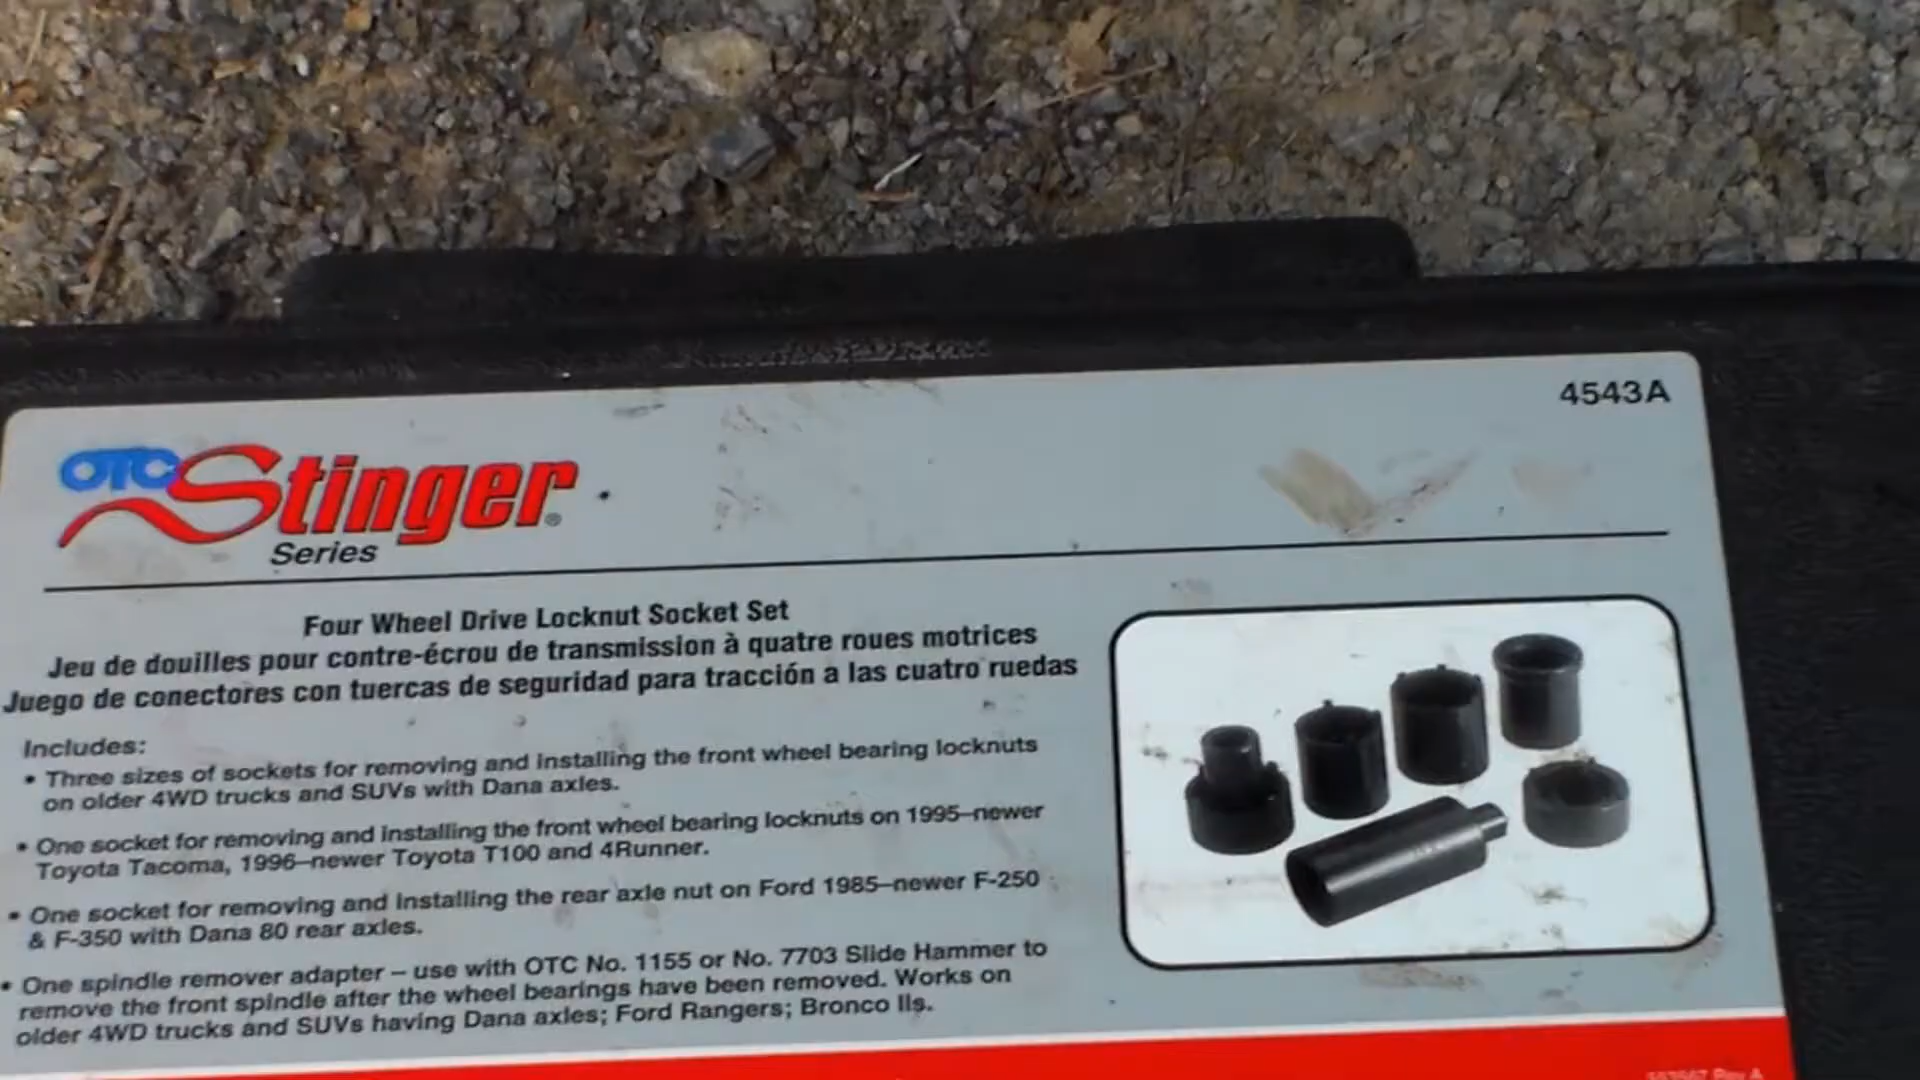 4543A
OTC Stinger®
Series
Four Wheel Drive Locknut Socket Set
Jeu de douilles pour contre-écrou de transmission à quatre roues motrices
Juego de conectores con tuercas de seguridad para tracción a las cuatro ruedas
Includes:
• Three sizes of sockets for removing and installing the front wheel bearing locknuts
on older 4WD trucks and SUVs with Dana axles.
• One socket for removing and installing the front wheel bearing locknuts on 1995–newer
Toyota Tacoma, 1996–newer Toyota T100 and 4Runner.
• One socket for removing and installing the rear axle nut on Ford 1985–newer F-250
& F-350 with Dana 80 rear axles.
• One spindle remover adapter – use with OTC No. 1155 or No. 7703 Slide Hammer to
remove the front spindle after the wheel bearings have been removed. Works on
older 4WD trucks and SUVs having Dana axles; Ford Rangers; Bronco IIs.
Rev A